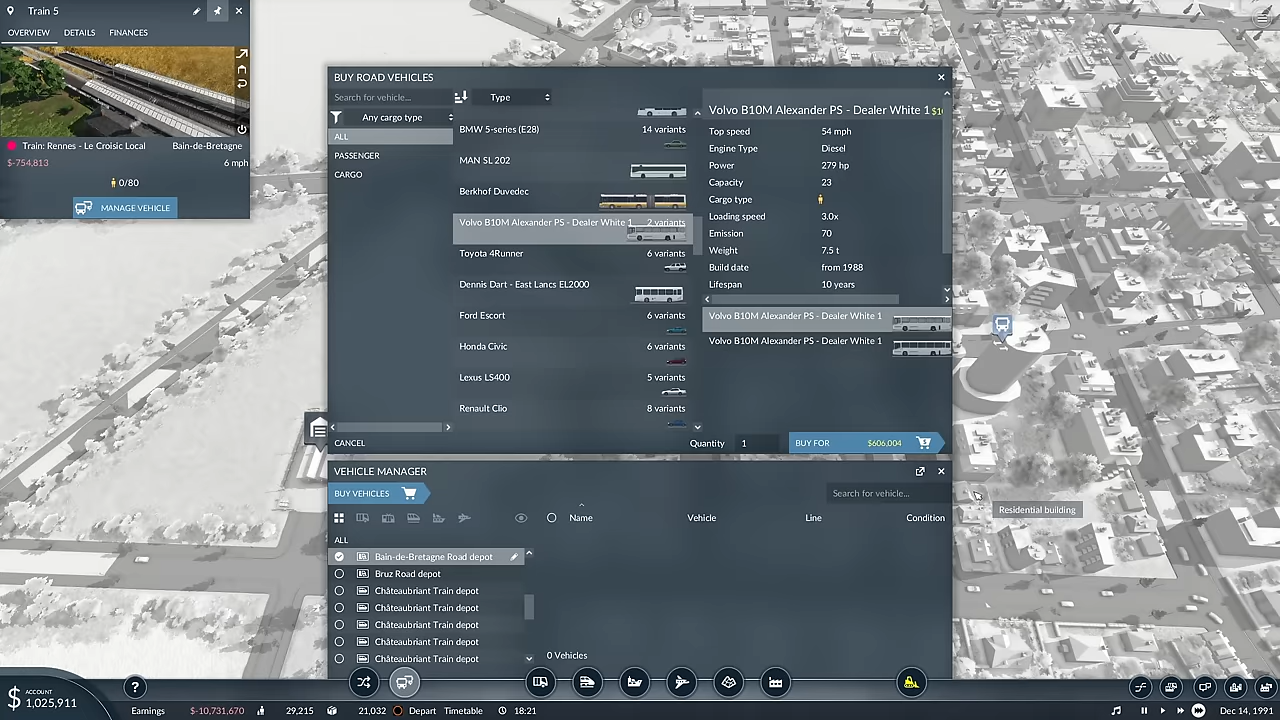 Train 5
OVERVIEW DETAILS FINANCES
Train: Rennes - Le Croisic Local Bain-de-Bretagne
$-754,813 6 mph
0/80
MANAGE VEHICLE
BUY ROAD VEHICLES
Search for vehicle... Type
Any cargo type
ALL
PASSENGER
CARGO
BMW 5-series (E28) 14 variants
MAN SL 202
Berkhof Duvedec
Volvo B10M Alexander PS - Dealer White 1 2 variants
Toyota 4Runner 6 variants
Dennis Dart - East Lancs EL2000
Ford Escort 6 variants
Honda Civic 6 variants
Lexus LS400 5 variants
Renault Clio 8 variants
Volvo B10M Alexander PS - Dealer White 1
Top speed 54 mph
Engine Type Diesel
Power 279 hp
Capacity 23
Cargo type
Loading speed 3.0x
Emission 70
Weight 7.5 t
Build date from 1988
Lifespan 10 years
Volvo B10M Alexander PS - Dealer White 1
Volvo B10M Alexander PS - Dealer White 1
CANCEL Quantity 1 BUY FOR $606,004
VEHICLE MANAGER
BUY VEHICLES Search for vehicle...
Name Vehicle Line Condition
ALL
Bain-de-Bretagne Road depot
Bruz Road depot
Châteaubriant Train depot
Châteaubriant Train depot
Châteaubriant Train depot
Châteaubriant Train depot
Châteaubriant Train depot
0 Vehicles
Residential building
$ ACCOUNT
1,025,911
?
Earnings $-10,731,670 29,215 21,032 Depart Timetable 18:21 Dec 14, 1991